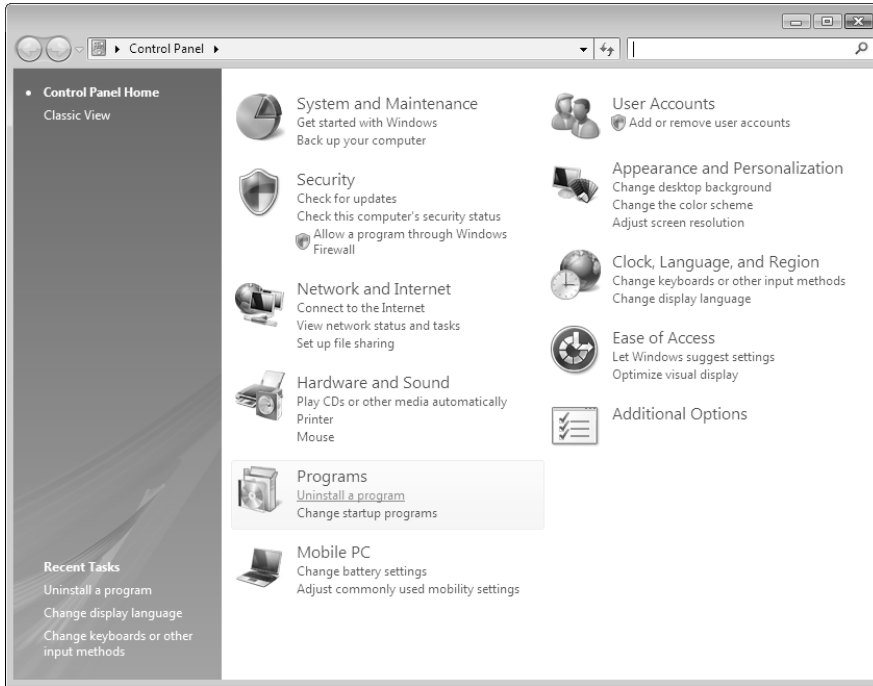 Control Panel
Control Panel Home
Classic View
Recent Tasks
Uninstall a program
Change display language
Change keyboards or other
input methods
System and Maintenance
Get started with Windows
Back up your computer
Security
Check for updates
Check this computer's security status
Allow a program through Windows
Firewall
Network and Internet
Connect to the Internet
View network status and tasks
Set up file sharing
Hardware and Sound
Play CDs or other media automatically
Printer
Mouse
Programs
Uninstall a program
Change startup programs
Mobile PC
Change battery settings
Adjust commonly used mobility settings
User Accounts
Add or remove user accounts
Appearance and Personalization
Change desktop background
Change the color scheme
Adjust screen resolution
Clock, Language, and Region
Change keyboards or other input methods
Change display language
Ease of Access
Let Windows suggest settings
Optimize visual display
Additional Options